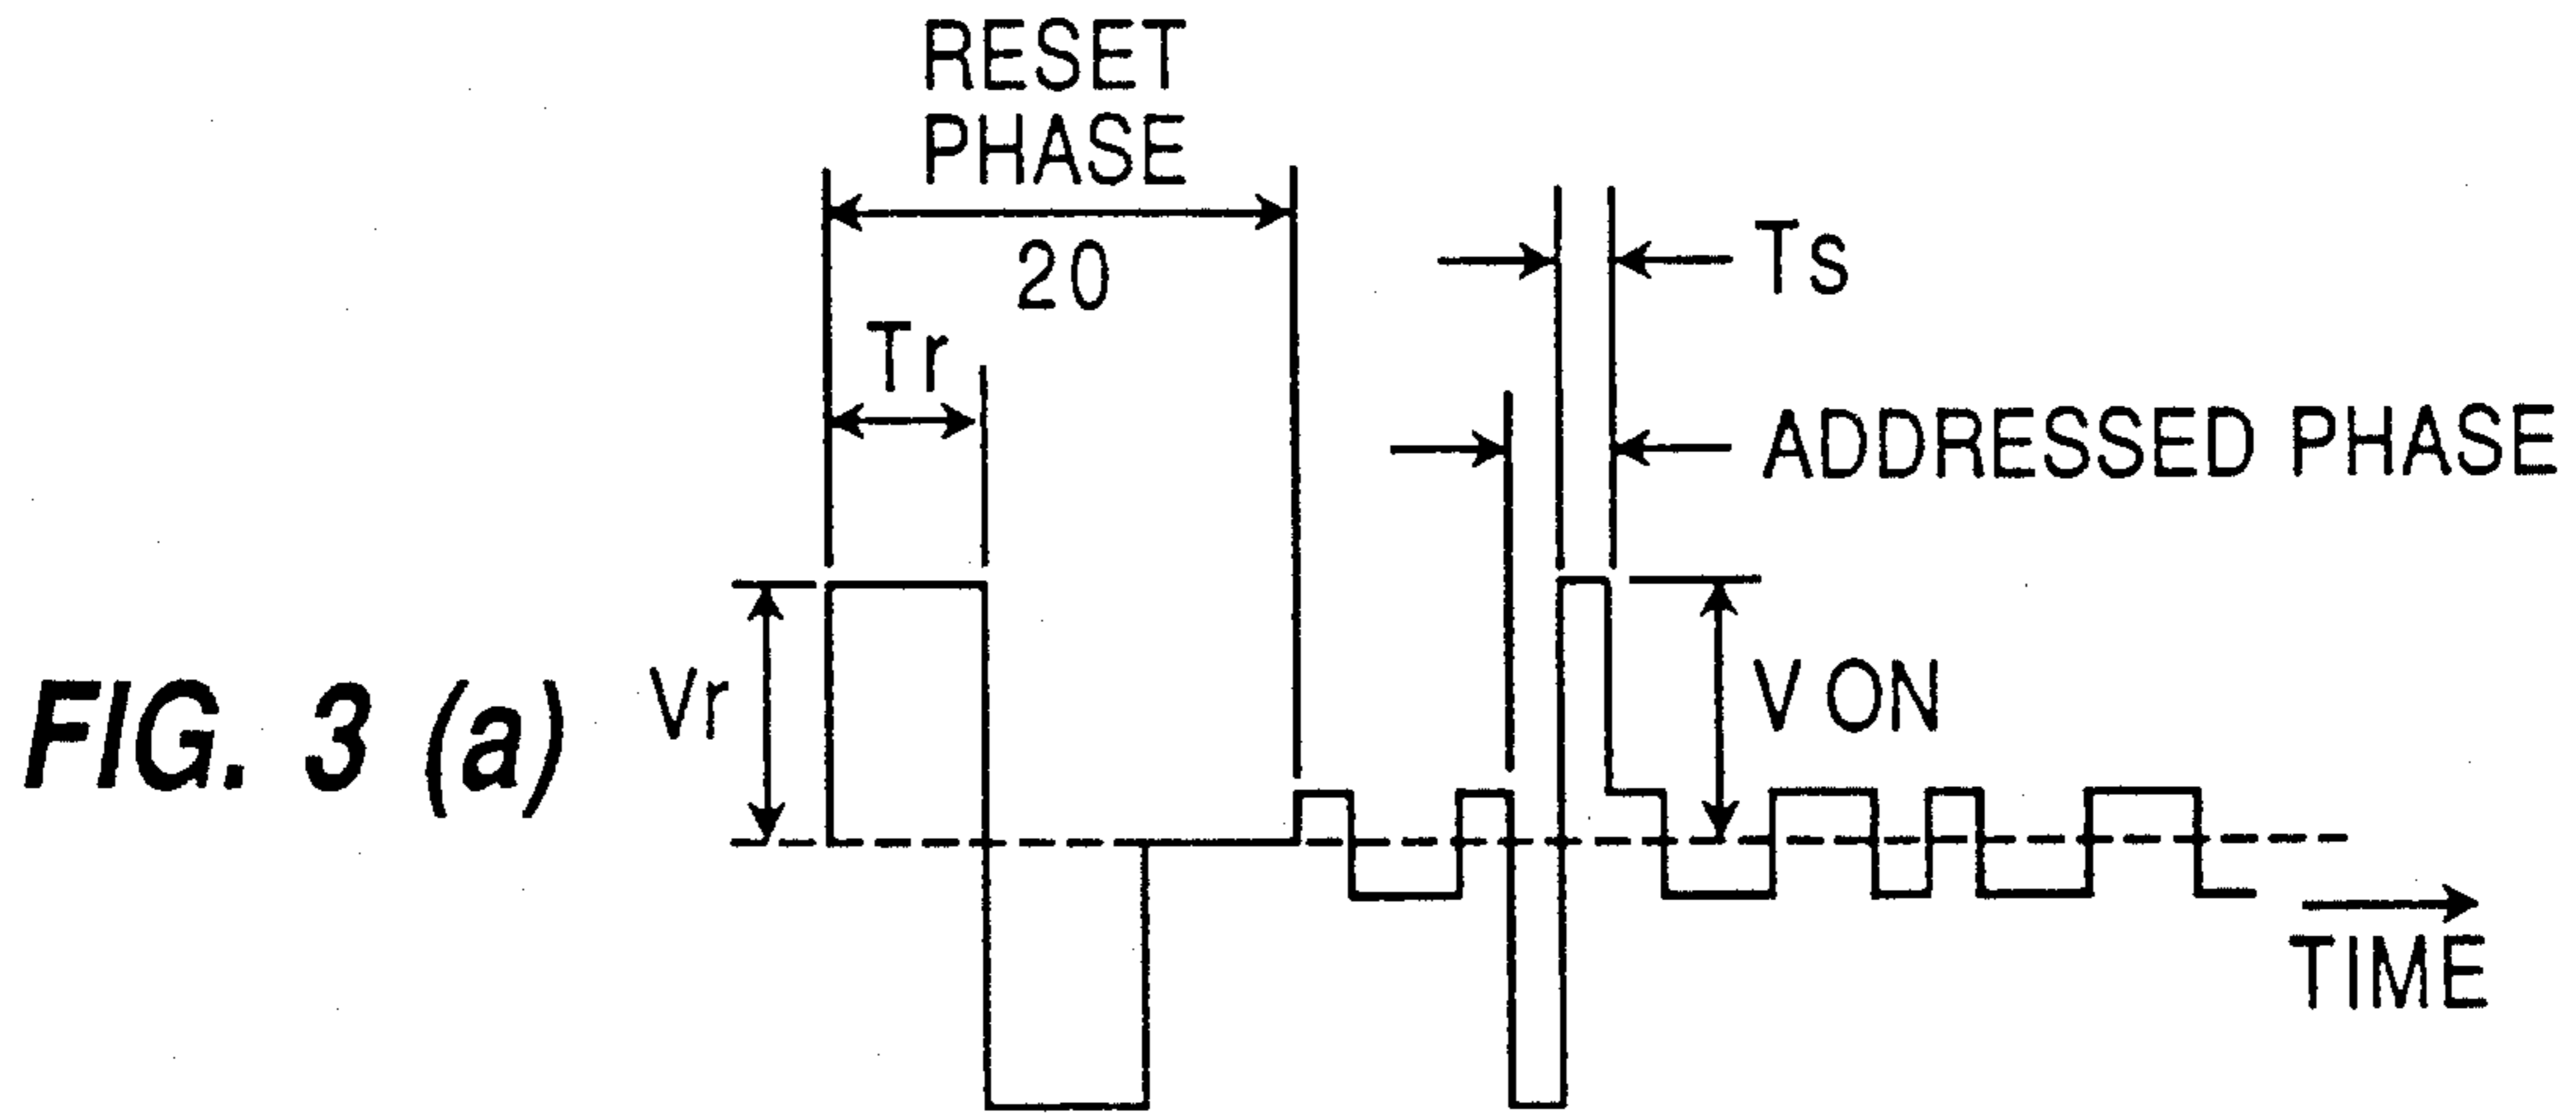 RESET
PHASE
20
Ts
Tr
ADDRESSED PHASE
Vr
V ON
FIG. 3 (a)
TIME